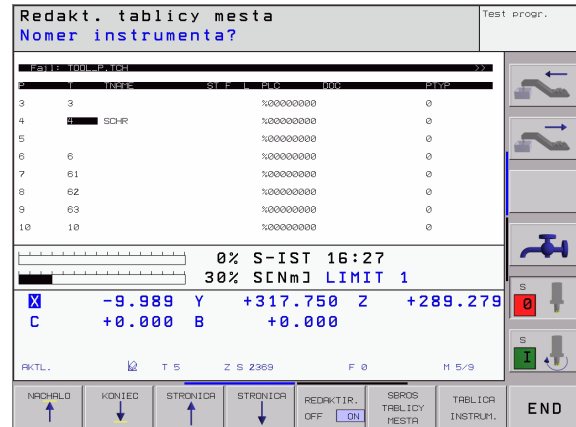 Redakt. tablicy mesta
Nomer instrumenta?
Test progr.
Fajl: TOOL_P.TCH >>
P T TNAME ST F L PLC DOC PTYP
3 3 %00000000 0
4 4 SCHR %00000000 0
5 %00000000 0
6 6 %00000000 0
7 61 %00000000 0
8 62 %00000000 0
9 63 %00000000 0
10 10 %00000000 0
0% S-IST 16:27
30% S[Nm] LIMIT 1
X -9.989 Y +317.750 Z +289.279
C +0.000 B +0.000
AKTL. T 5 Z S 2369 F 0 M 5/9
S
0
S
I
NACHALO
KONIEC
STRONICA
STRONICA
REDAKTIR.
OFF ON
SBROS
TABLICY
MESTA
TABLICA
INSTRUM.
END